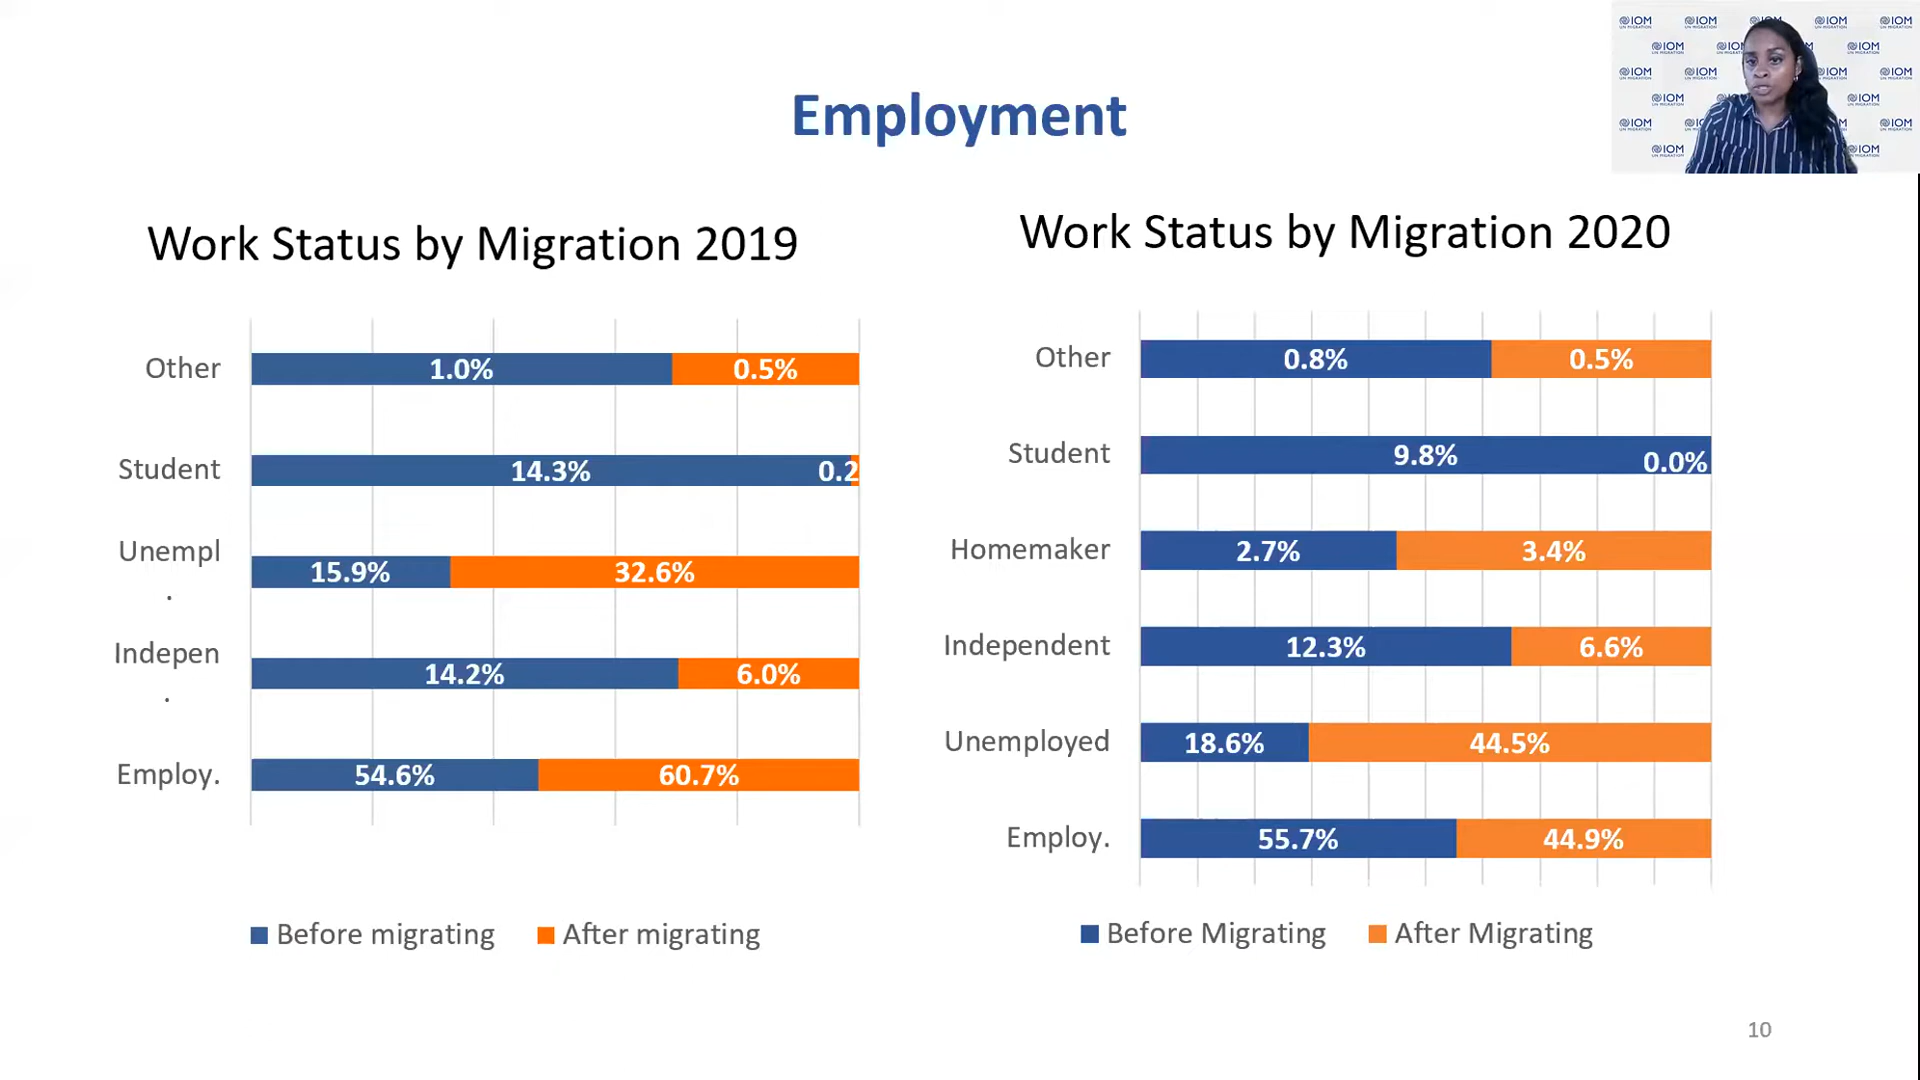 Employment
Work Status by Migration 2019
Other
1.0%
0.5%
Student
14.3%
0.2
Unempl
.
15.9%
32.6%
Indepen
.
14.2%
6.0%
Employ.
54.6%
60.7%
Before migrating
After migrating
Work Status by Migration 2020
Other
0.8%
0.5%
Student
9.8%
0.0%
Homemaker
2.7%
3.4%
Independent
12.3%
6.6%
Unemployed
18.6%
44.5%
Employ.
55.7%
44.9%
Before Migrating
After Migrating
10
IOM
UN MIGRATION